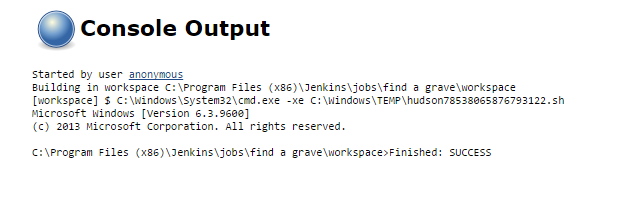 Console Output
Started by user anonymous
Building in workspace C:\Program Files (x86)\Jenkins\jobs\find a grave\workspace
[workspace] $ C:\Windows\System32\cmd.exe -xe C:\Windows\TEMP\hudson78538065876793122.sh
Microsoft Windows [Version 6.3.9600]
(c) 2013 Microsoft Corporation. All rights reserved.
C:\Program Files (x86)\Jenkins\jobs\find a grave\workspace>Finished: SUCCESS